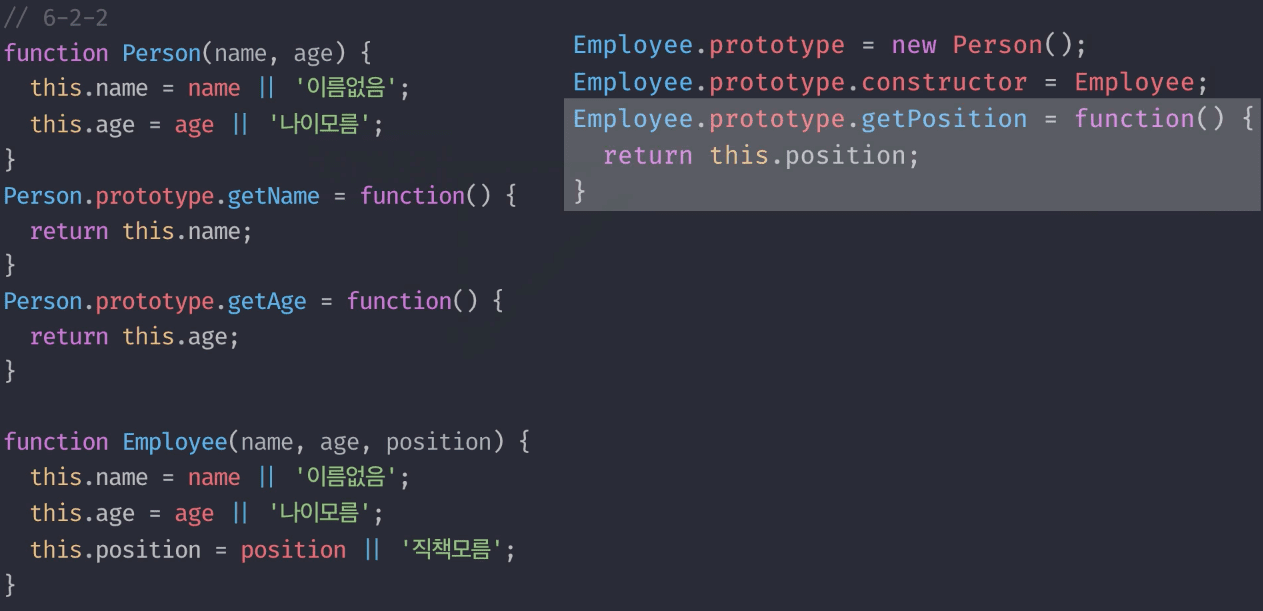 // 6-2-2
function Person(name, age) {
  this.name = name || '이름없음';
  this.age = age || '나이모름';
}
Person.prototype.getName = function() {
  return this.name;
}
Person.prototype.getAge = function() {
  return this.age;
}

function Employee(name, age, position) {
  this.name = name || '이름없음';
  this.age = age || '나이모름';
  this.position = position || '직책모름';
}
Employee.prototype = new Person();
Employee.prototype.constructor = Employee;
Employee.prototype.getPosition = function() {
  return this.position;
}